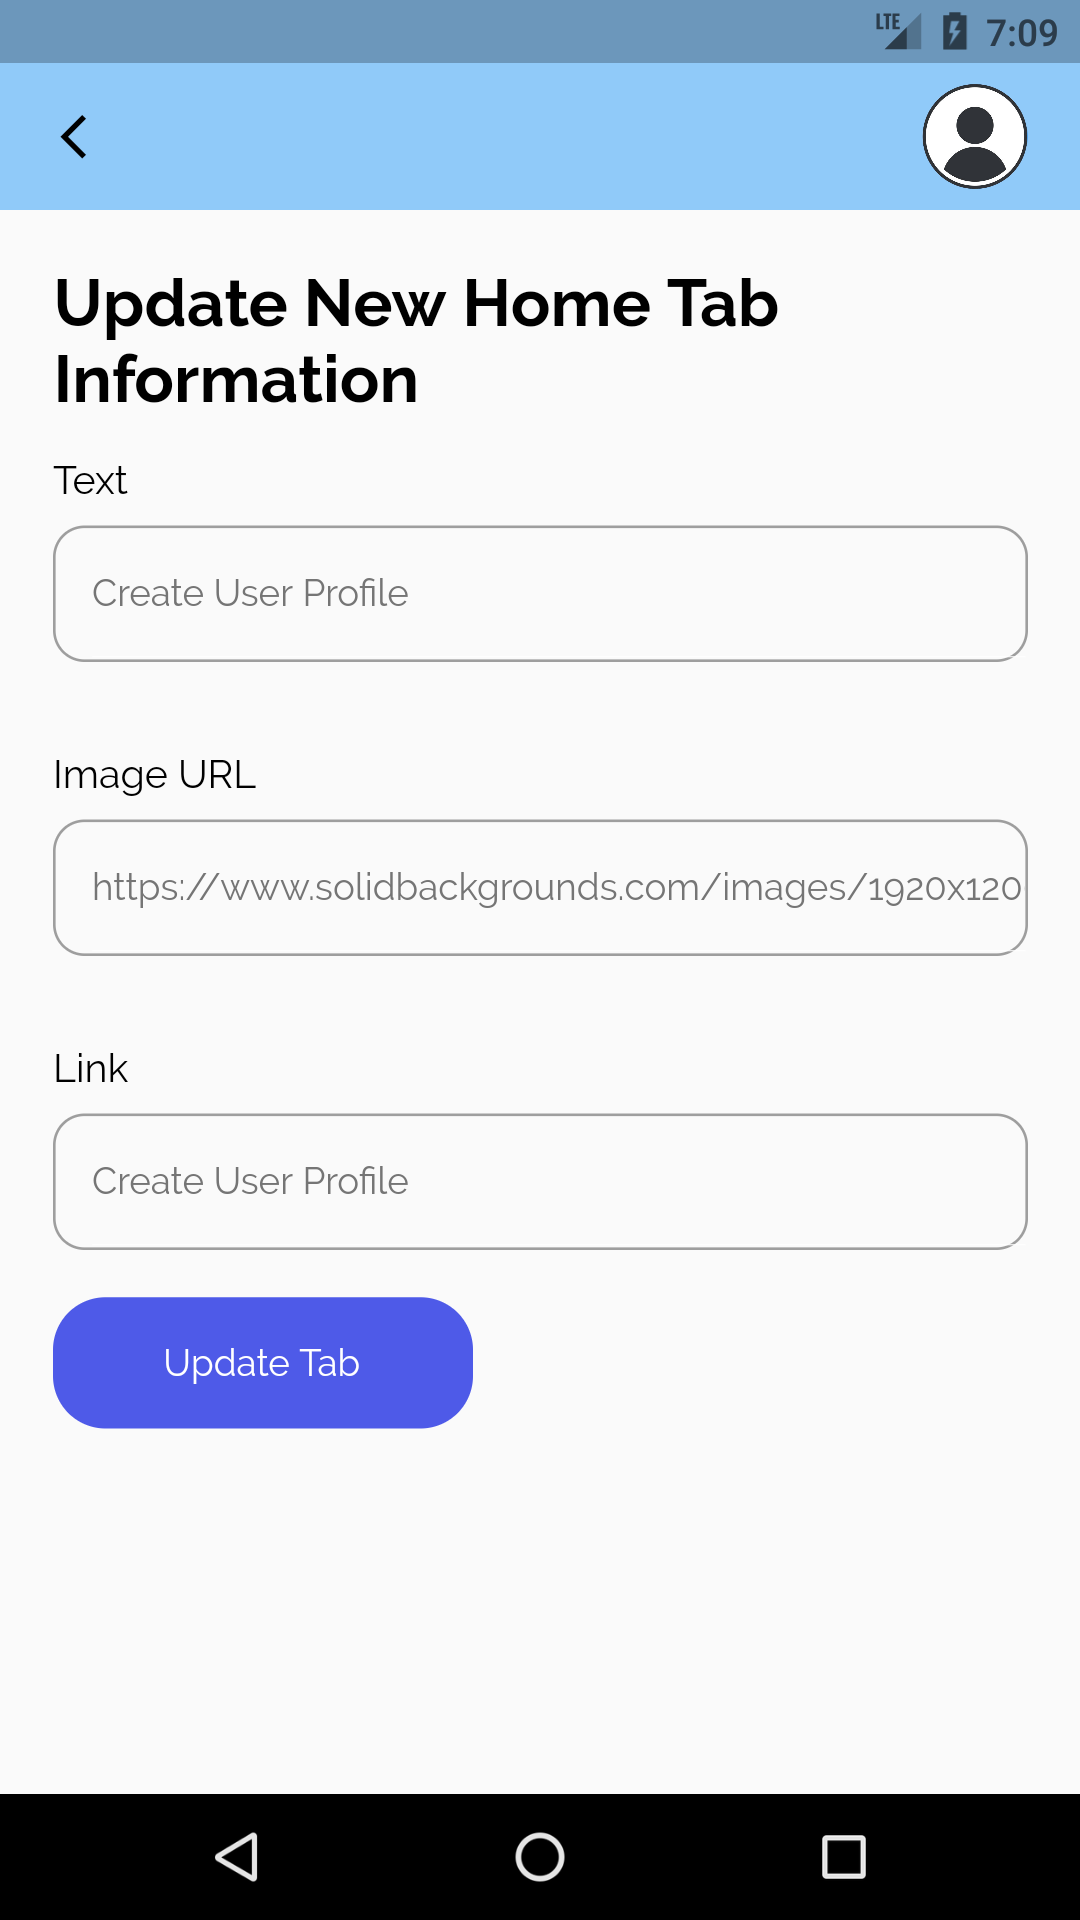 LTE 7:09
Update New Home Tab
Information
Text
Create User Profile
Image URL
https://www.solidbackgrounds.com/images/1920x120
Link
Create User Profile
Update Tab